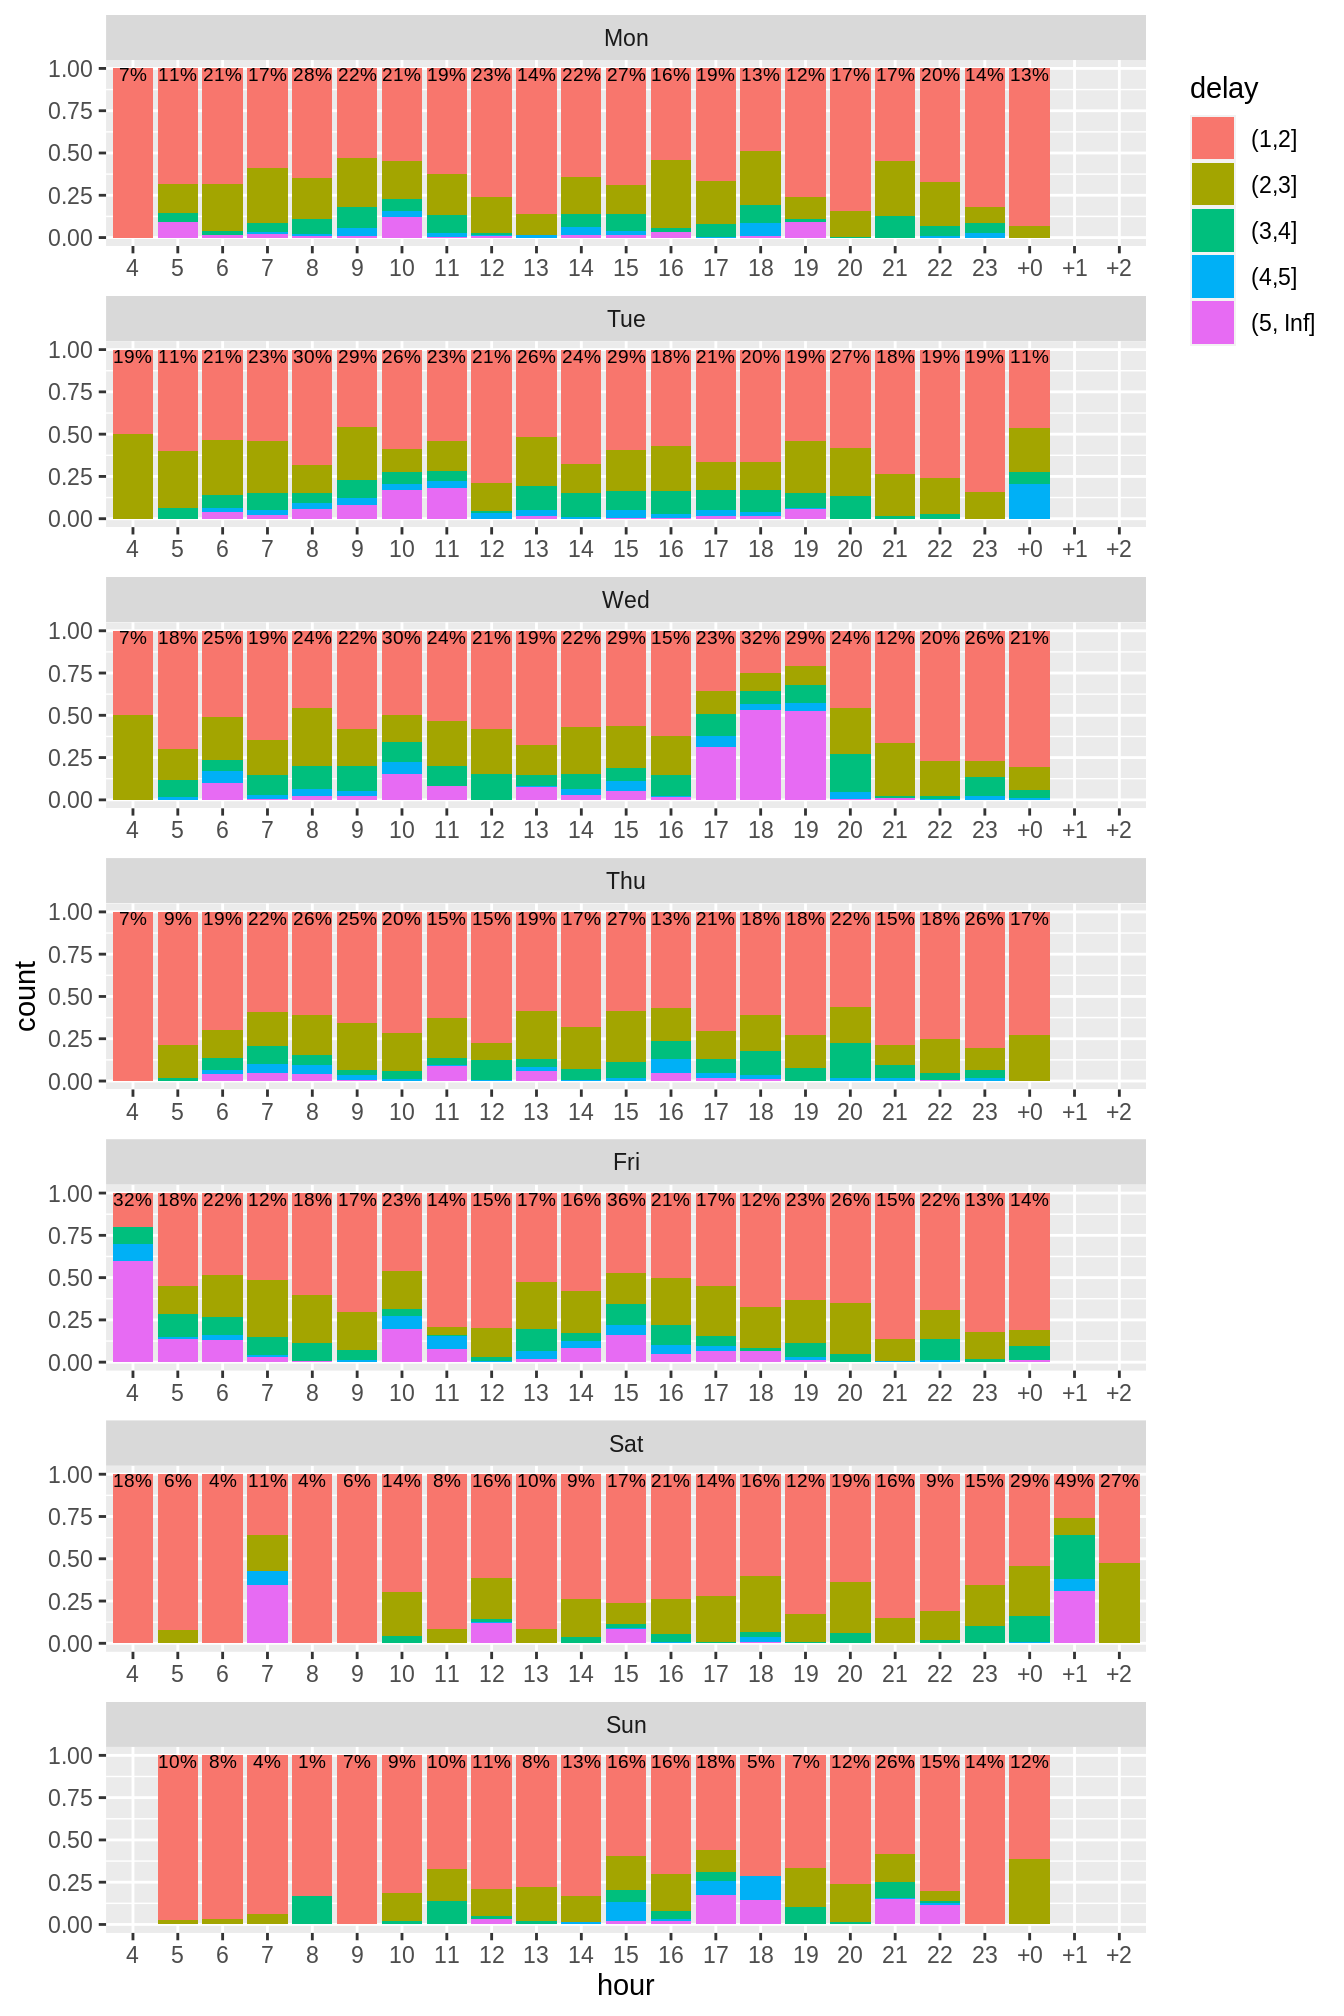 Mon
1.00
0.75
0.50
0.25
0.00
7% 11% 21% 17% 28% 22% 21% 19% 23% 14% 22% 27% 16% 19% 13% 12% 17% 17% 20% 14% 13%
4 5 6 7 8 9 10 11 12 13 14 15 16 17 18 19 20 21 22 23 +0 +1 +2
Tue
1.00
0.75
0.50
0.25
0.00
19% 11% 21% 23% 30% 29% 26% 23% 21% 26% 24% 29% 18% 21% 20% 19% 27% 18% 19% 19% 11%
4 5 6 7 8 9 10 11 12 13 14 15 16 17 18 19 20 21 22 23 +0 +1 +2
Wed
1.00
0.75
0.50
0.25
0.00
7% 18% 25% 19% 24% 22% 30% 24% 21% 19% 22% 29% 15% 23% 32% 29% 24% 12% 20% 26% 21%
4 5 6 7 8 9 10 11 12 13 14 15 16 17 18 19 20 21 22 23 +0 +1 +2
Thu
1.00
0.75
0.50
0.25
0.00
7% 9% 19% 22% 26% 25% 20% 15% 15% 19% 17% 27% 13% 21% 18% 18% 22% 15% 18% 26% 17%
4 5 6 7 8 9 10 11 12 13 14 15 16 17 18 19 20 21 22 23 +0 +1 +2
Fri
1.00
0.75
0.50
0.25
0.00
32% 18% 22% 12% 18% 17% 23% 14% 15% 17% 16% 36% 21% 17% 12% 23% 26% 15% 22% 13% 14%
4 5 6 7 8 9 10 11 12 13 14 15 16 17 18 19 20 21 22 23 +0 +1 +2
Sat
1.00
0.75
0.50
0.25
0.00
18% 6% 4% 11% 4% 6% 14% 8% 16% 10% 9% 17% 21% 14% 16% 12% 19% 16% 9% 15% 29% 49% 27%
4 5 6 7 8 9 10 11 12 13 14 15 16 17 18 19 20 21 22 23 +0 +1 +2
Sun
1.00
0.75
0.50
0.25
0.00
10% 8% 4% 1% 7% 9% 10% 11% 8% 13% 16% 16% 18% 5% 7% 12% 26% 15% 14% 12%
4 5 6 7 8 9 10 11 12 13 14 15 16 17 18 19 20 21 22 23 +0 +1 +2
hour
count
delay
(1,2]
(2,3]
(3,4]
(4,5]
(5, Inf]